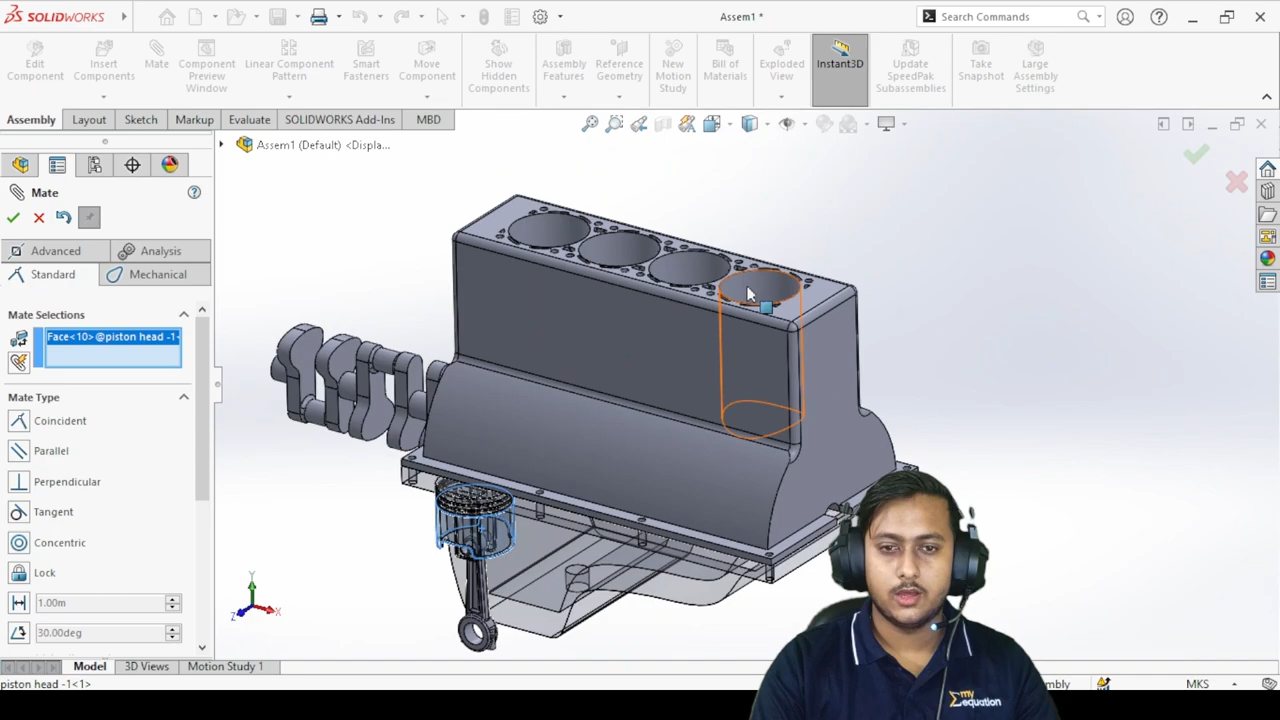 SOLIDWORKS
Assem1 *
Search Commands
Edit Component
Insert Components
Mate
Component Preview Window
Linear Component Pattern
Smart Fasteners
Move Component
Show Hidden Components
Assembly Features
Reference Geometry
New Motion Study
Bill of Materials
Exploded View
Instant3D
Update SpeedPak Subassemblies
Take Snapshot
Large Assembly Settings
Assembly
Layout
Sketch
Markup
Evaluate
SOLIDWORKS Add-Ins
MBD
Assem1 (Default) <Displa...
Mate
Advanced
Analysis
Standard
Mechanical
Mate Selections
Face<10>@piston head -1<
Mate Type
Coincident
Parallel
Perpendicular
Tangent
Concentric
Lock
1.00m
30.00deg
Y
Z
X
Model
3D Views
Motion Study 1
piston head -1<1>
MKS
my
equation